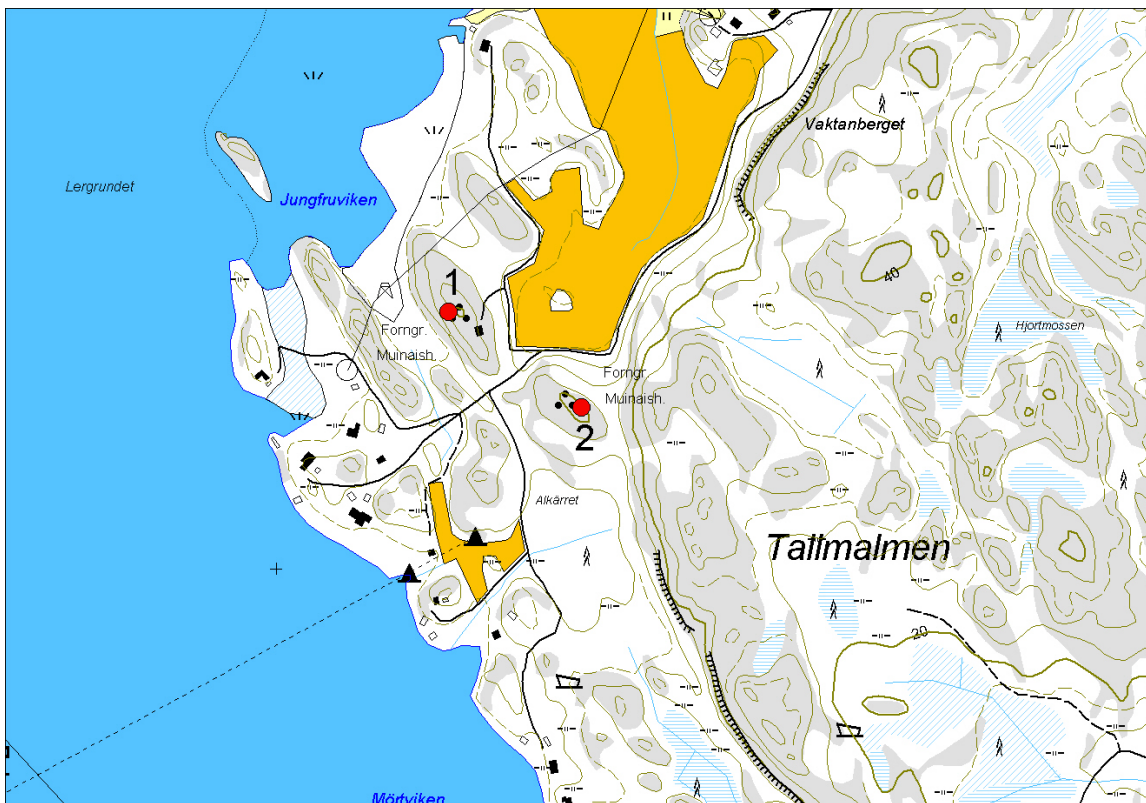 Vaktanberget
Lergrundet
Jungfruviken
1
40
Hjortmossen
Forngr.
Muinaish.
Forngr.
Muinaish.
2
Alkärret
Tallmalmen
20
Mörtviken